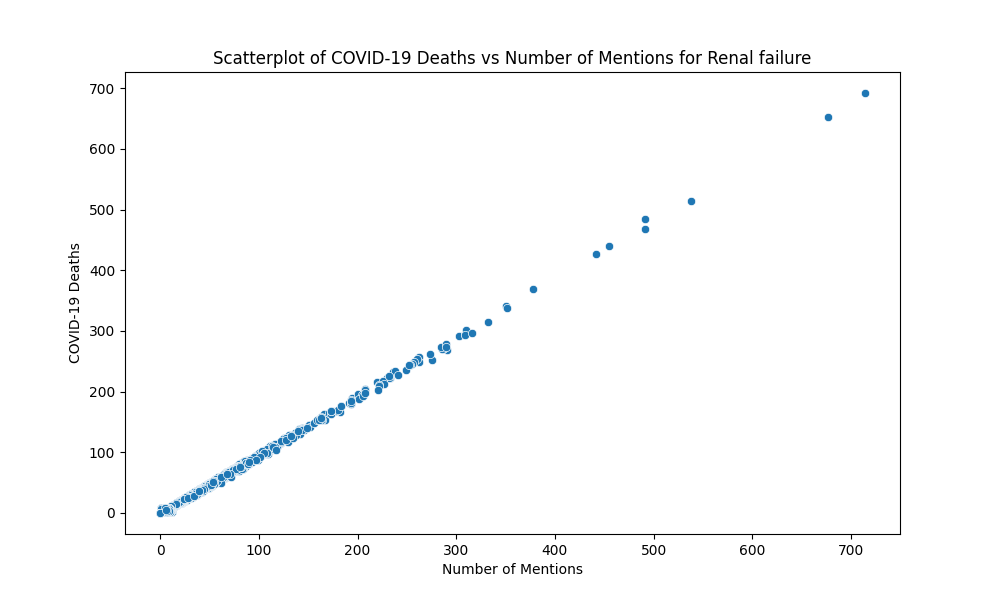 Scatterplot of COVID-19 Deaths vs Number of Mentions for Renal failure
700
600
500
400
300
200
100
0
COVID-19 Deaths
0 100 200 300 400 500 600 700
Number of Mentions